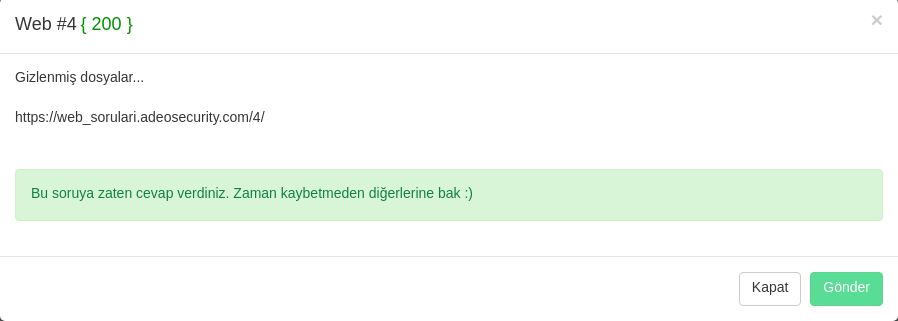 Web #4 { 200 }
×
Gizlenmiş dosyalar...
https://web_sorulari.adeosecurity.com/4/
Bu soruya zaten cevap verdiniz. Zaman kaybetmeden diğerlerine bak :)
Kapat
Gönder